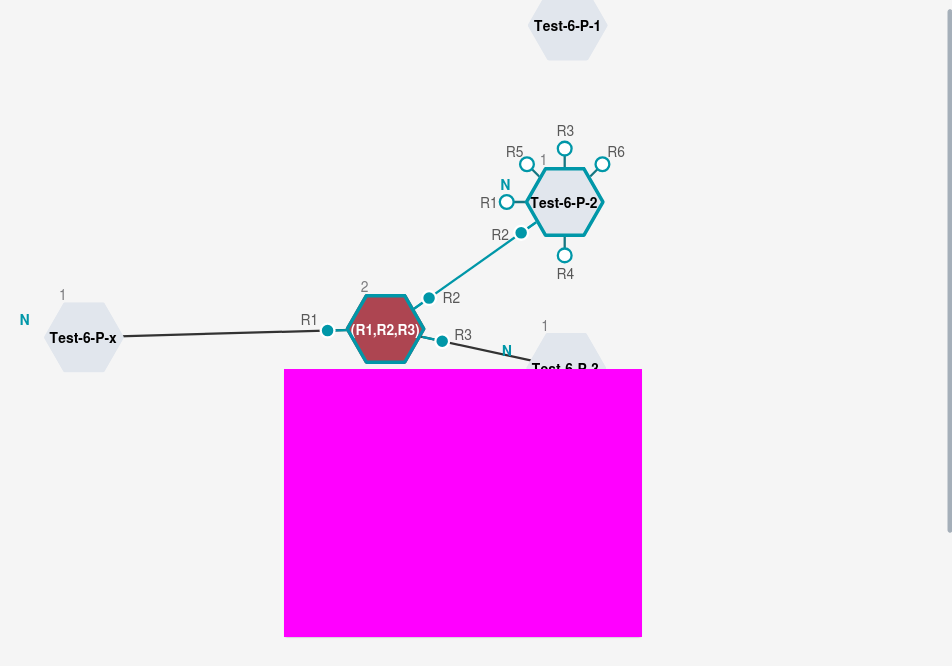 Test-6-P-1
R3
R5
1
R6
N
R1
Test-6-P-2
R2
R4
1
2
R2
N
R1
(R1,R2,R3)
R3
1
Test-6-P-x
N